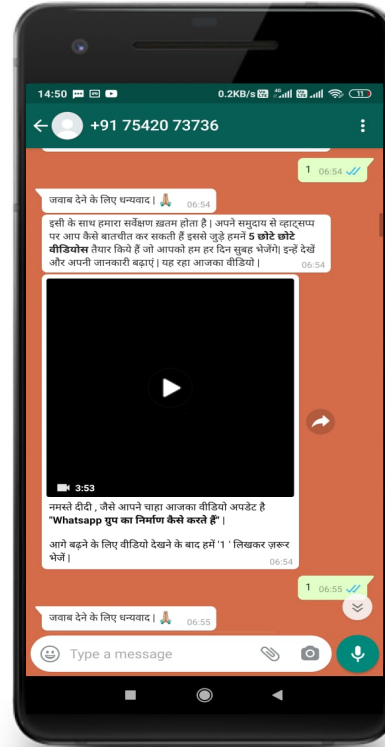 14:50 0.2KB/s 4G 11
+91 75420 73736
1 06:54
जवाब देने के लिए धन्यवाद | 🙏🏼 06:54
इसी के साथ हमारा सर्वेक्षण ख़तम होता है | अपने समुदाय से व्हाट्सप्प
पर आप कैसे बातचीत कर सकती हैं इससे जुड़े हमनें 5 छोटे छोटे
वीडियोस तैयार किये हैं जो आपको हम हर दिन सुबह भेजेंगे| इन्हें देखें
और अपनी जानकारी बढ़ाएं | यह रहा आजका वीडियो | 06:54
3:53
नमस्ते दीदी , जैसे आपने चाहा आजका वीडियो अपडेट है
"Whatsapp ग्रुप का निर्माण कैसे करते हैं" |
आगे बढ़ने के लिए वीडियो देखने के बाद हमें '1 ' लिखकर ज़रूर
भेजें | 06:54
1 06:55
जवाब देने के लिए धन्यवाद | 🙏🏼 06:55
Type a message